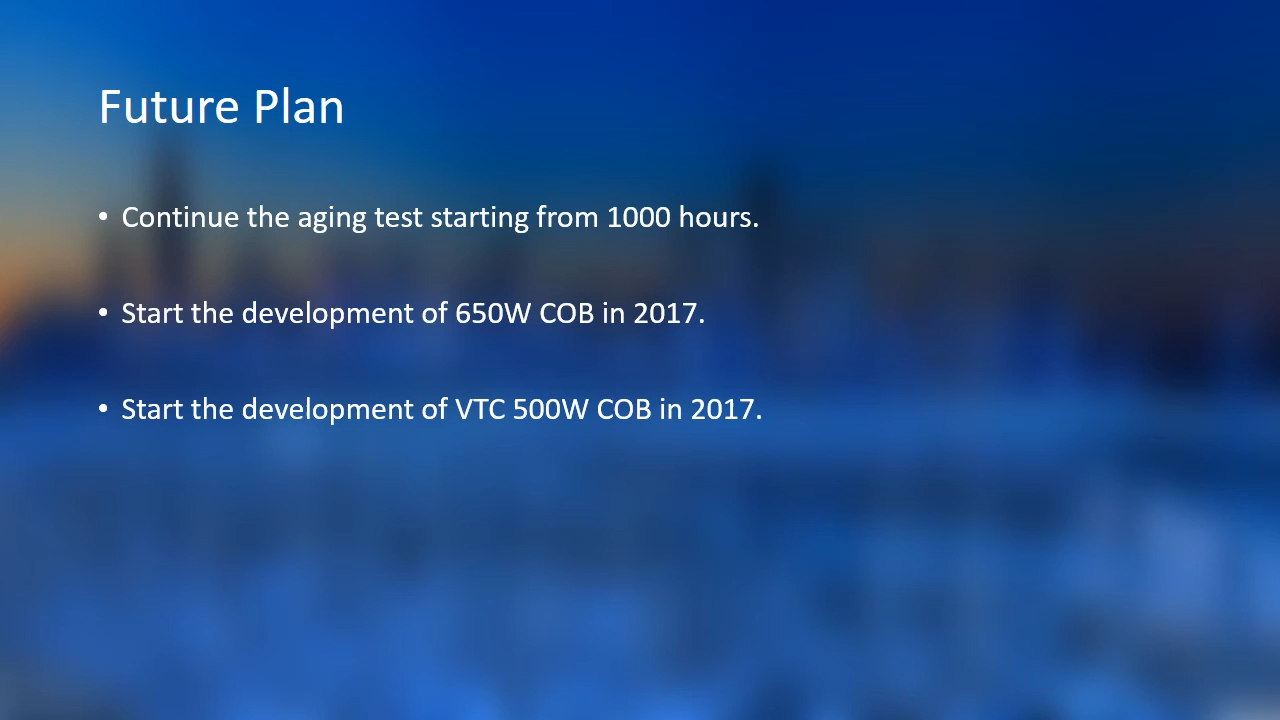 Future Plan
• Continue the aging test starting from 1000 hours.
• Start the development of 650W COB in 2017.
• Start the development of VTC 500W COB in 2017.